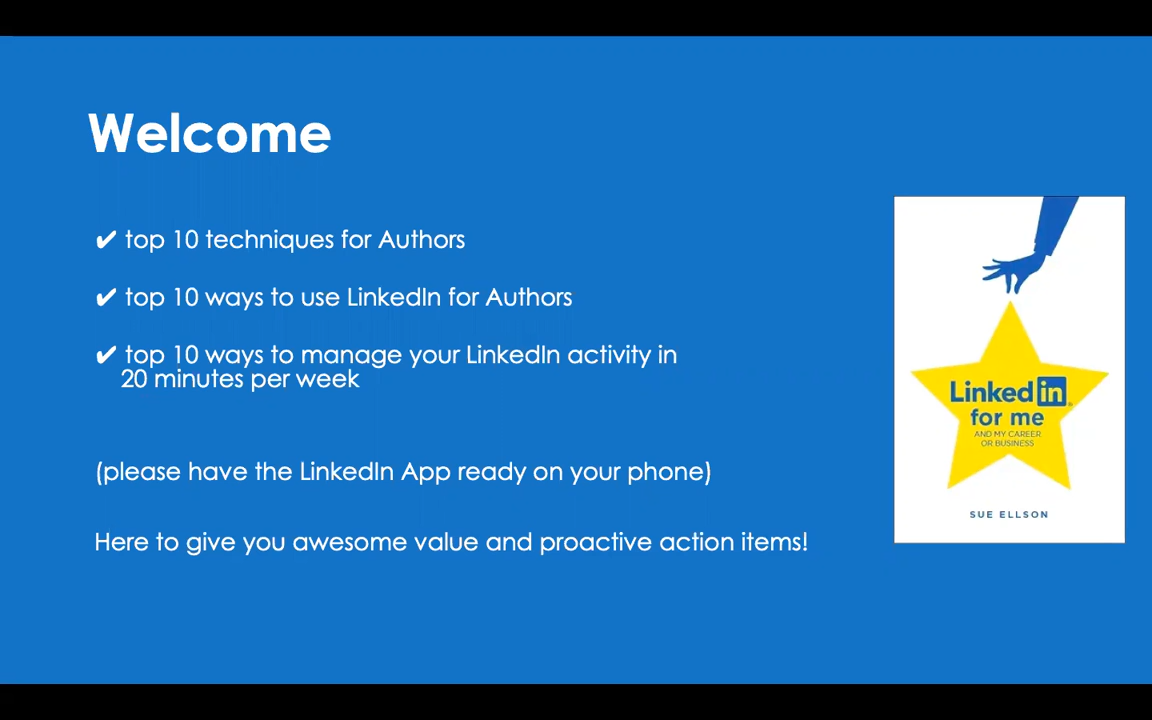 Welcome
✔ top 10 techniques for Authors
✔ top 10 ways to use LinkedIn for Authors
✔ top 10 ways to manage your LinkedIn activity in
20 minutes per week
(please have the LinkedIn App ready on your phone)
Here to give you awesome value and proactive action items!
Linked in
for me
AND MY CAREER
OR BUSINESS
SUE ELLSON